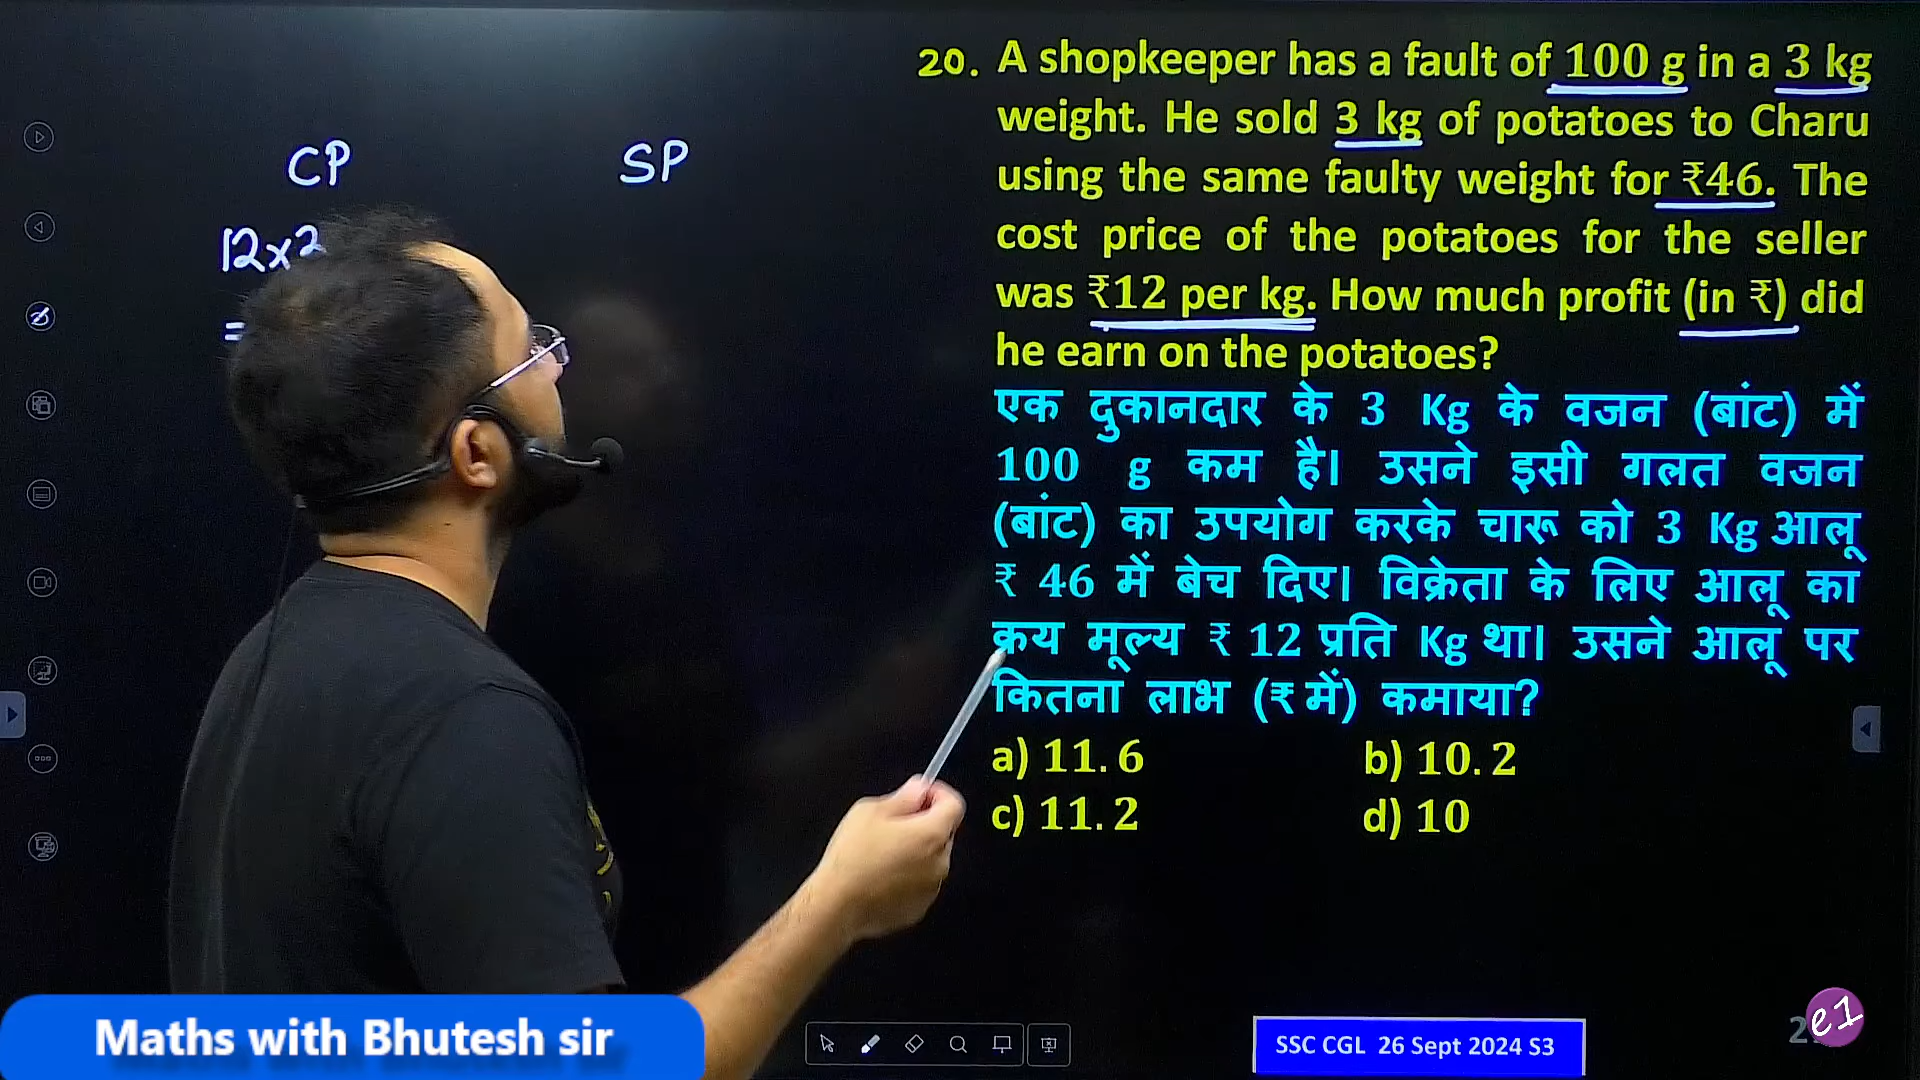 20. A shopkeeper has a fault of 100 g in a 3 kg
weight. He sold 3 kg of potatoes to Charu
using the same faulty weight for ₹46. The
cost price of the potatoes for the seller
was ₹12 per kg. How much profit (in ₹) did
he earn on the potatoes?
एक दुकानदार के 3 Kg के वजन (बांट) में
100 g कम है। उसने इसी गलत वजन
(बांट) का उपयोग करके चारू को 3 Kg आलू
₹ 46 में बेच दिए। विक्रेता के लिए आलू का
क्रय मूल्य ₹ 12 प्रति Kg था। उसने आलू पर
कितना लाभ (₹ में) कमाया?
a) 11.6 b) 10.2
c) 11.2 d) 10
CP SP
12×2
=
Maths with Bhutesh sir
SSC CGL 26 Sept 2024 S3
e1